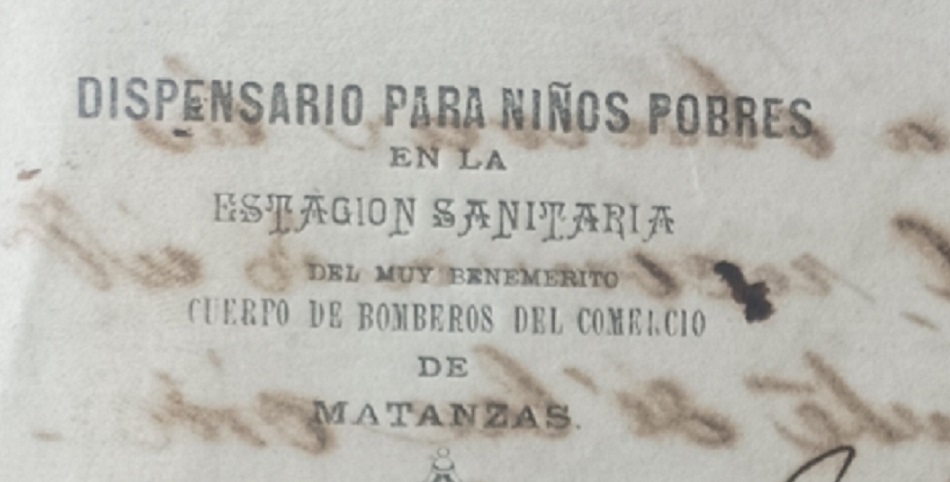 DISPENSARIO PARA NIÑOS POBRES
EN LA
ESTACION SANITARIA
DEL MUY BENEMERITO
CUERPO DE BOMBEROS DEL COMERCIO
DE
MATANZAS.